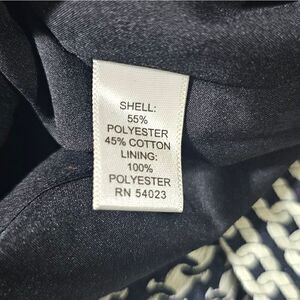 SHELL:
55%
POLYESTER
45% COTTON
LINING:
100%
POLYESTER
RN 54023